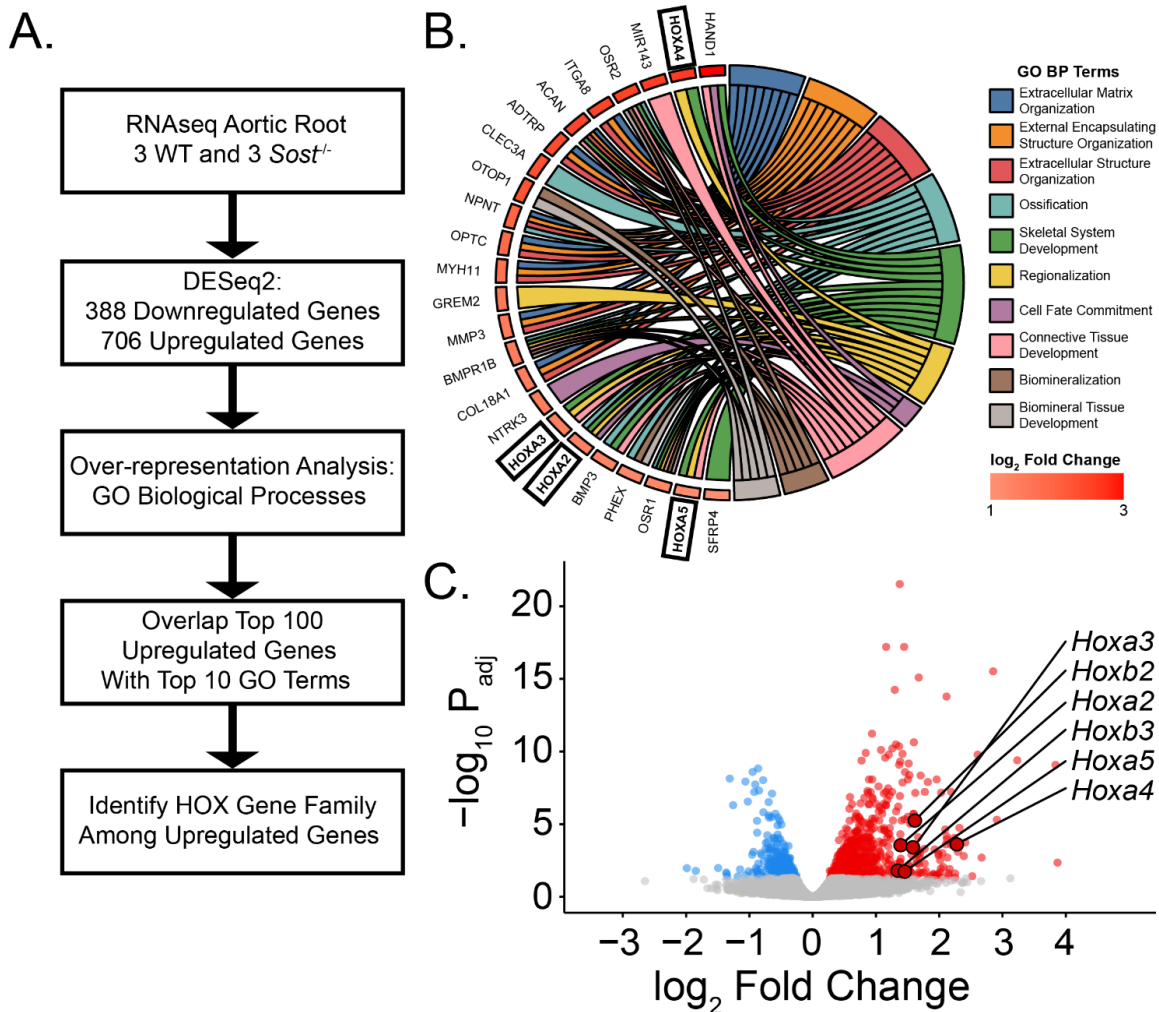 A.
RNAseq Aortic Root
3 WT and 3 Sost-/-
DESeq2:
388 Downregulated Genes
706 Upregulated Genes
Over-representation Analysis:
GO Biological Processes
Overlap Top 100
Upregulated Genes
With Top 10 GO Terms
Identify HOX Gene Family
Among Upregulated Genes
B.
HAND1
HOXA4
MIR143
OSR2
ITGA8
ACAN
ADTRP
CLEC3A
OTOP1
NPNT
OPTC
MYH11
GREM2
MMP3
BMPR1B
COL18A1
NTRK3
HOXA3
HOXA2
BMP3
PHEX
OSR1
HOXA5
SFRP4
GO BP Terms
Extracellular Matrix
Organization
External Encapsulating
Structure Organization
Extracellular Structure
Organization
Ossification
Skeletal System
Development
Regionalization
Cell Fate Commitment
Connective Tissue
Development
Biomineralization
Biomineral Tissue
Development
log2 Fold Change
1 3
C.
−log10 Padj
20
15
10
5
0
Hoxa3
Hoxb2
Hoxa2
Hoxb3
Hoxa5
Hoxa4
−3 −2 −1 0 1 2 3 4
log2 Fold Change